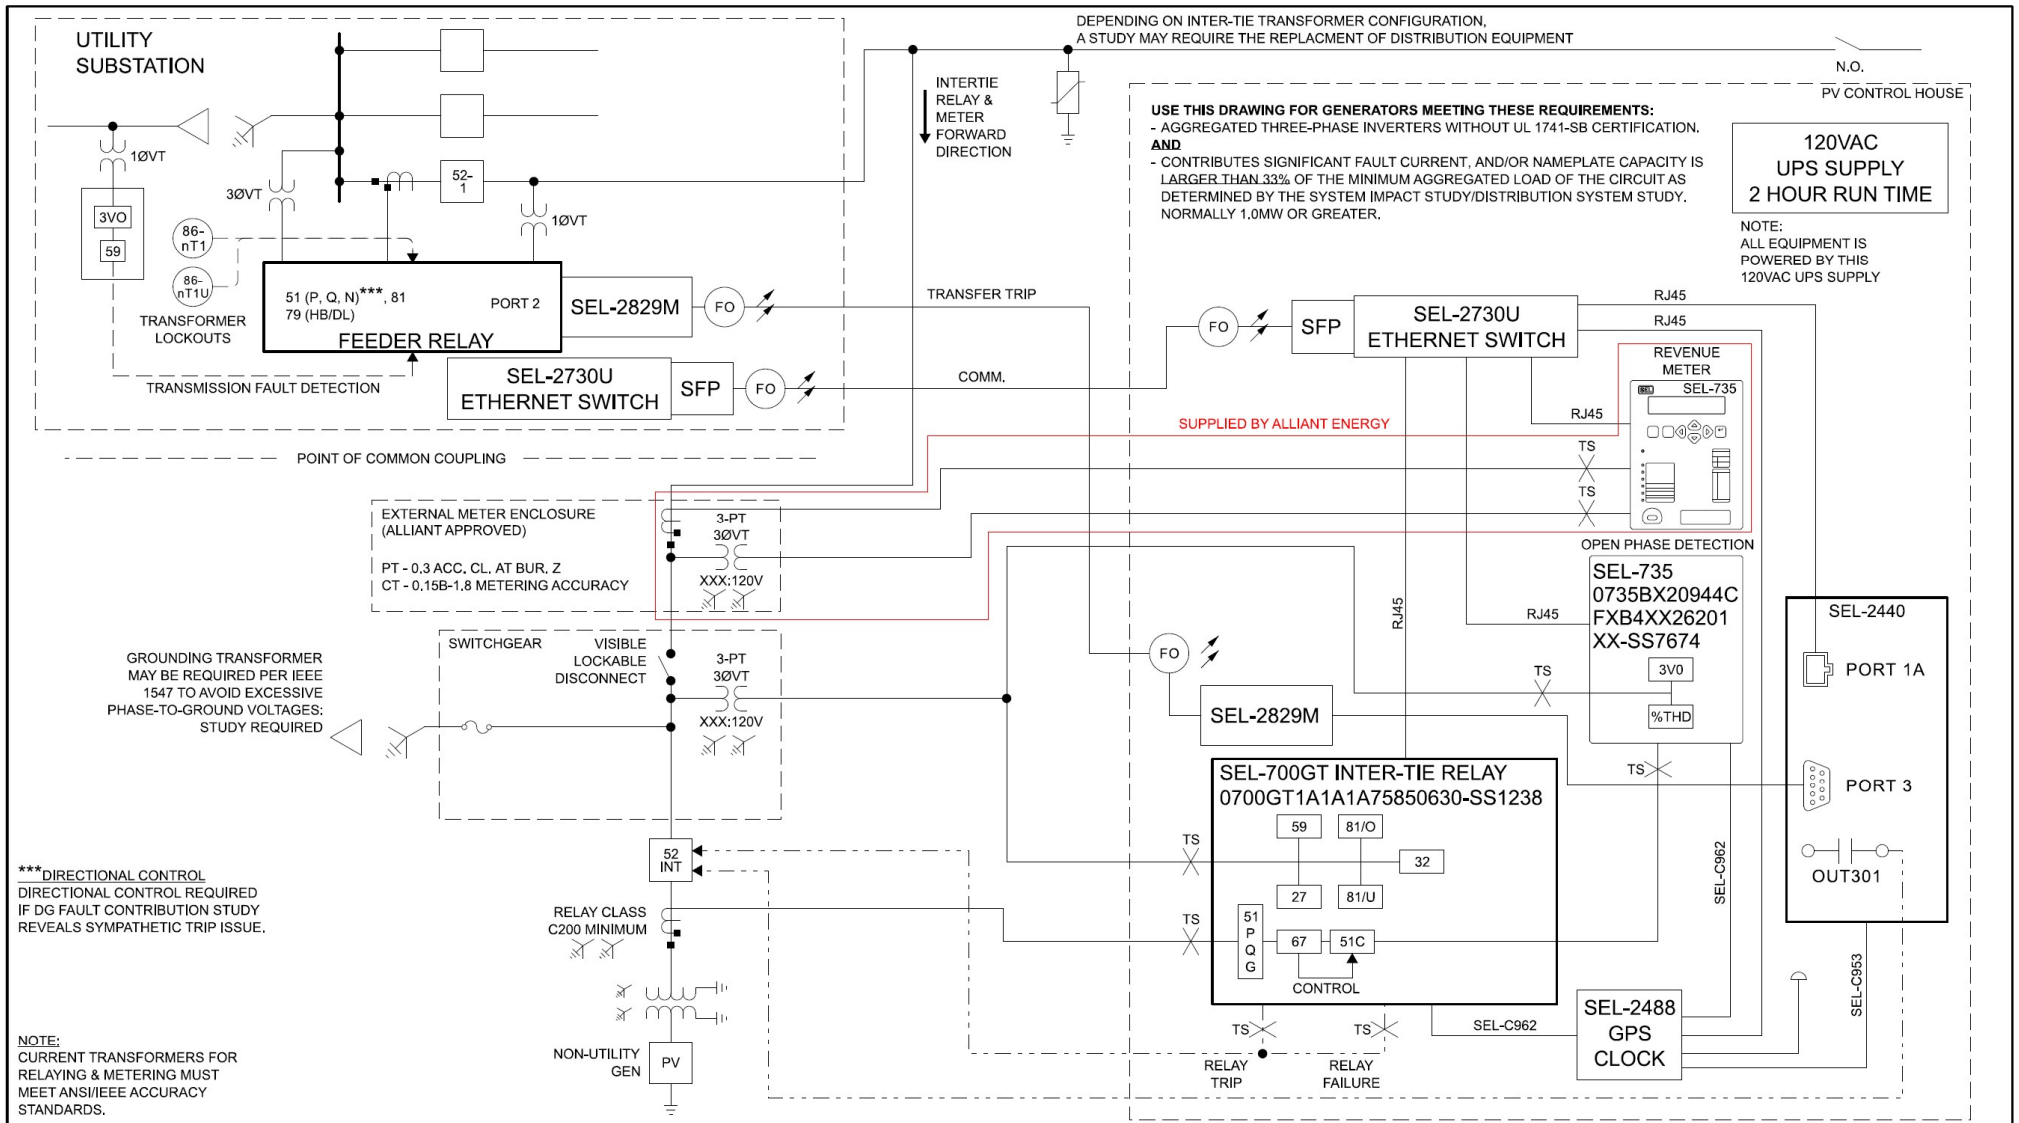 UTILITY
SUBSTATION
1ØVT
3VO
59
86-
nT1
86-
nT1U
TRANSFORMER
LOCKOUTS
3ØVT
52-
1
1ØVT
51 (P, Q, N)***, 81
79 (HB/DL)
PORT 2
FEEDER RELAY
SEL-2829M
FO
TRANSMISSION FAULT DETECTION
SEL-2730U
ETHERNET SWITCH
SFP
FO
POINT OF COMMON COUPLING
DEPENDING ON INTER-TIE TRANSFORMER CONFIGURATION,
A STUDY MAY REQUIRE THE REPLACMENT OF DISTRIBUTION EQUIPMENT
N.O.
INTERTIE
RELAY &
METER
FORWARD
DIRECTION
PV CONTROL HOUSE
USE THIS DRAWING FOR GENERATORS MEETING THESE REQUIREMENTS:
- AGGREGATED THREE-PHASE INVERTERS WITHOUT UL 1741-SB CERTIFICATION.
AND
- CONTRIBUTES SIGNIFICANT FAULT CURRENT, AND/OR NAMEPLATE CAPACITY IS
LARGER THAN 33% OF THE MINIMUM AGGREGATED LOAD OF THE CIRCUIT AS
DETERMINED BY THE SYSTEM IMPACT STUDY/DISTRIBUTION SYSTEM STUDY.
NORMALLY 1.0MW OR GREATER.
120VAC
UPS SUPPLY
2 HOUR RUN TIME
NOTE:
ALL EQUIPMENT IS
POWERED BY THIS
120VAC UPS SUPPLY
TRANSFER TRIP
COMM.
FO
SFP
SEL-2730U
ETHERNET SWITCH
RJ45
RJ45
REVENUE
METER
SEL
SEL-735
RJ45
SUPPLIED BY ALLIANT ENERGY
TS
TS
EXTERNAL METER ENCLOSURE
(ALLIANT APPROVED)
PT - 0.3 ACC. CL. AT BUR. Z
CT - 0.15B-1.8 METERING ACCURACY
3-PT
3ØVT
XXX:120V
OPEN PHASE DETECTION
SEL-735
0735BX20944C
FXB4XX26201
XX-SS7674
3V0
%THD
RJ45
RJ45
TS
TS
SEL-2440
PORT 1A
PORT 3
OUT301
SWITCHGEAR
VISIBLE
LOCKABLE
DISCONNECT
3-PT
3ØVT
XXX:120V
GROUNDING TRANSFORMER
MAY BE REQUIRED PER IEEE
1547 TO AVOID EXCESSIVE
PHASE-TO-GROUND VOLTAGES:
STUDY REQUIRED
FO
SEL-2829M
SEL-700GT INTER-TIE RELAY
0700GT1A1A1A75850630-SS1238
59
81/O
32
27
81/U
51
P
Q
G
67
51C
CONTROL
TS
TS
52
INT
***DIRECTIONAL CONTROL
DIRECTIONAL CONTROL REQUIRED
IF DG FAULT CONTRIBUTION STUDY
REVEALS SYMPATHETIC TRIP ISSUE.
RELAY CLASS
C200 MINIMUM
SEL-C962
SEL-C953
SEL-C962
SEL-2488
GPS
CLOCK
TS
TS
RELAY
TRIP
RELAY
FAILURE
NON-UTILITY
GEN
PV
NOTE:
CURRENT TRANSFORMERS FOR
RELAYING & METERING MUST
MEET ANSI/IEEE ACCURACY
STANDARDS.